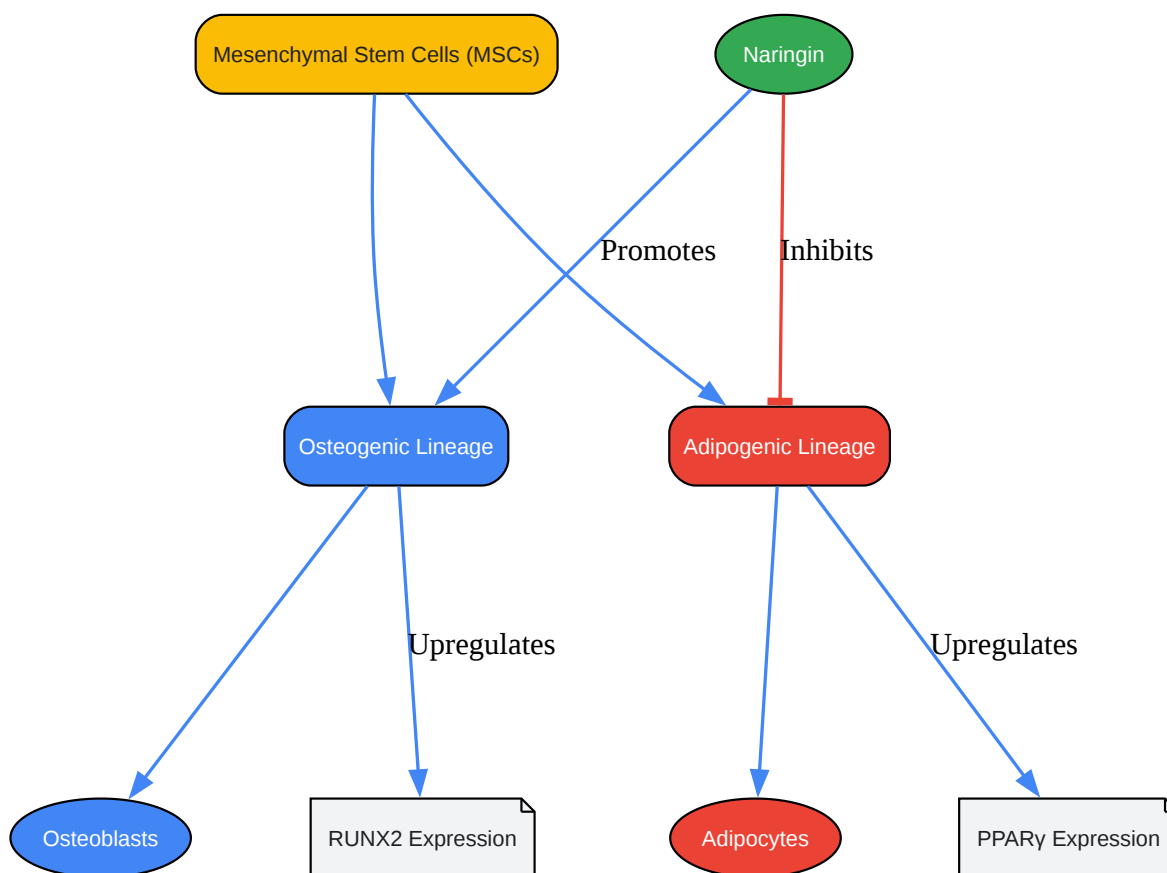 Mesenchymal Stem Cells (MSCs)
Naringin
Promotes
Inhibits
Osteogenic Lineage
Adipogenic Lineage
Upregulates
Upregulates
Osteoblasts
RUNX2 Expression
Adipocytes
PPARγ Expression